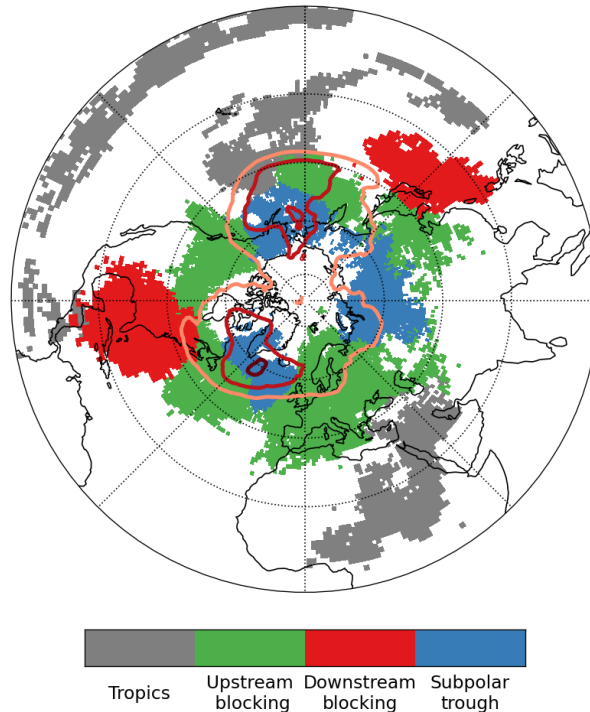 Tropics
Upstream
blocking
Downstream
blocking
Subpolar
trough